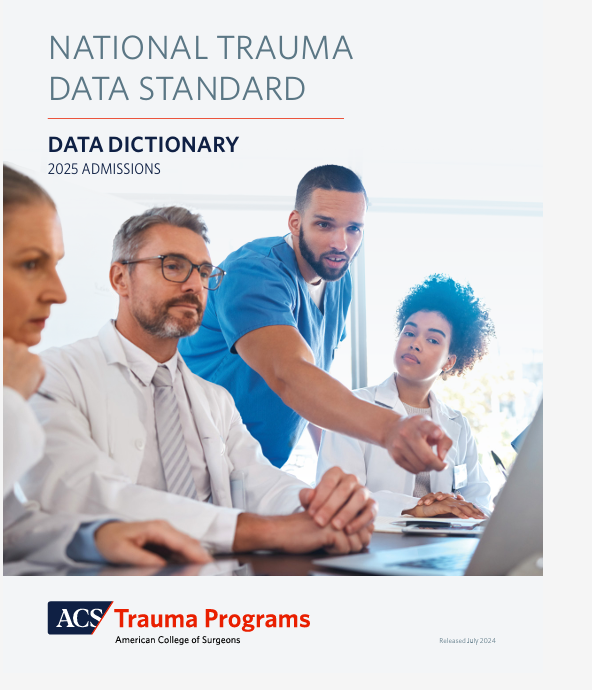 NATIONAL TRAUMA
DATA STANDARD
DATA DICTIONARY
2025 ADMISSIONS
ACS Trauma Programs
American College of Surgeons
Released July 2024